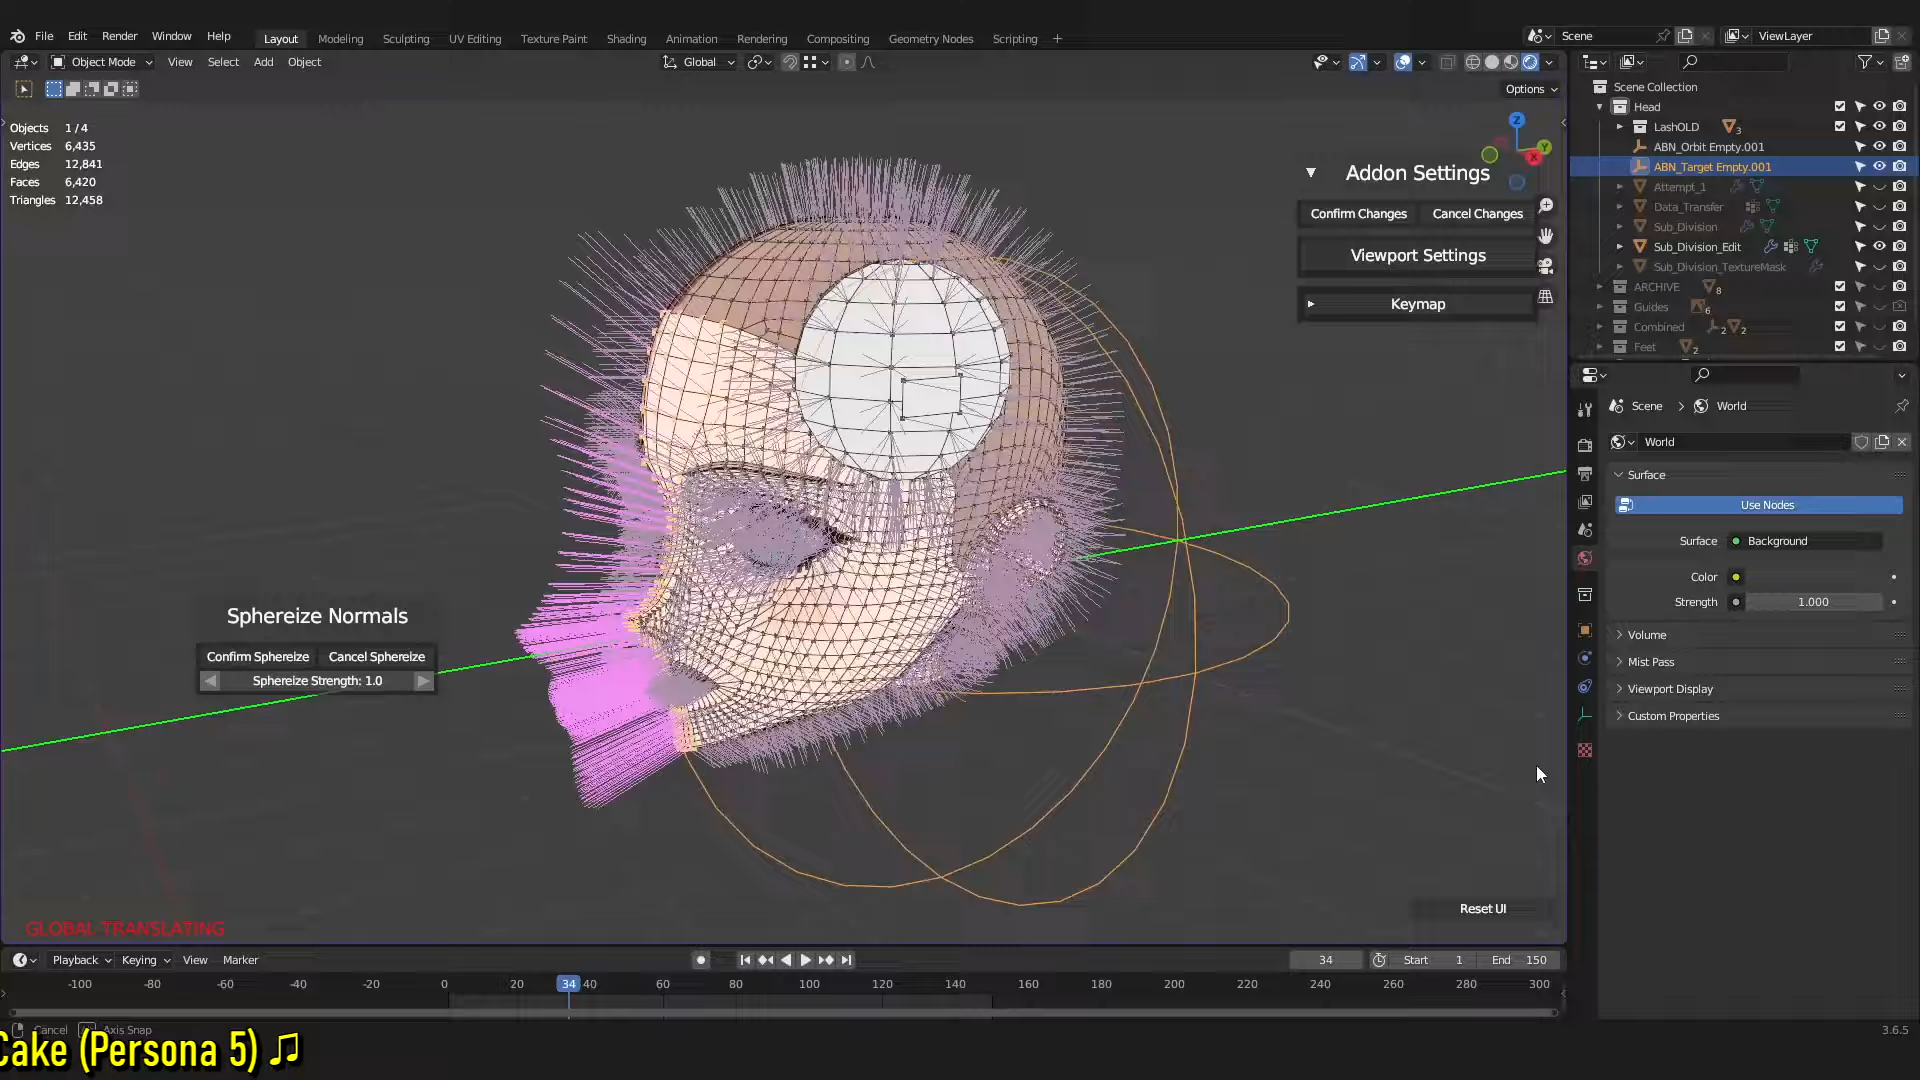 File Edit Render Window Help Layout Modeling Sculpting UV Editing Texture Paint Shading Animation Rendering Compositing Geometry Nodes Scripting +
Scene ViewLayer
Object Mode View Select Add Object Global
Options
Objects 1 / 4
Vertices 6,435
Edges 12,841
Faces 6,420
Triangles 12,458
Z
Y
X
Addon Settings
Confirm Changes Cancel Changes
Viewport Settings
Keymap
Sphereize Normals
Confirm Sphereize Cancel Sphereize
Sphereize Strength: 1.0
GLOBAL TRANSLATING
Reset UI
Scene Collection
Head
LashOLD 3
ABN_Orbit Empty.001
ABN_Target Empty.001
Attempt_1
Data_Transfer
Sub_Division
Sub_Division_Edit
Sub_Division_TextureMask
ARCHIVE 8
Guides 6
Combined 2 2
Feet 2
Scene > World
World
Surface
Use Nodes
Surface Background
Color
Strength 1.000
Volume
Mist Pass
Viewport Display
Custom Properties
Playback Keying View Marker
34 Start 1 End 150
-100 -80 -60 -40 -20 0 20 34 40 60 80 100 120 140 160 180 200 220 240 260 280 300
Cancel Axis Snap
3.6.5
Cake (Persona 5) ♫